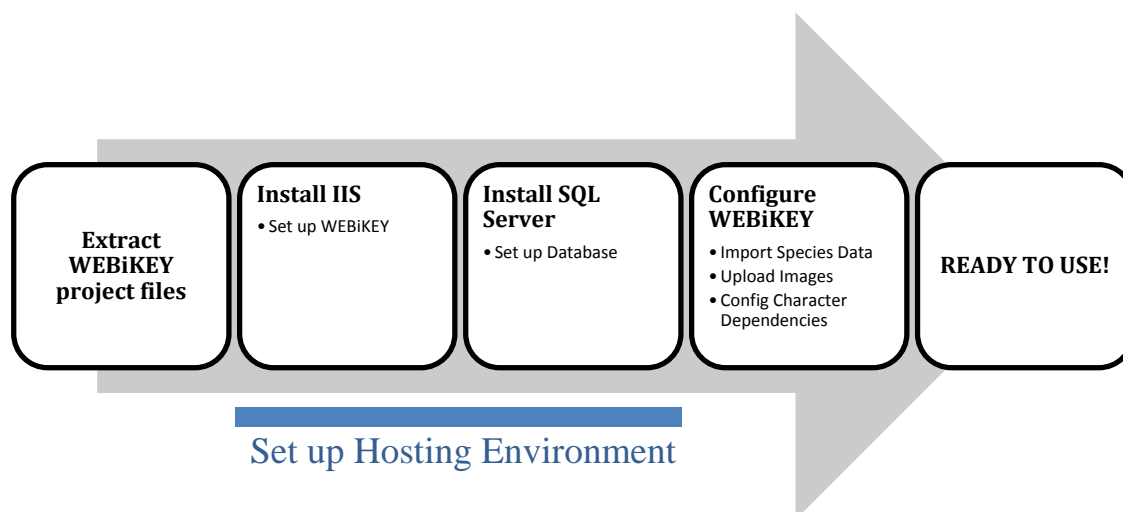 Extract
WEBiKEY
project files
Install IIS
• Set up WEBiKEY
Install SQL
Server
• Set up Database
Configure
WEBiKEY
• Import Species Data
• Upload Images
• Config Character
Dependencies
READY TO USE!
Set up Hosting Environment